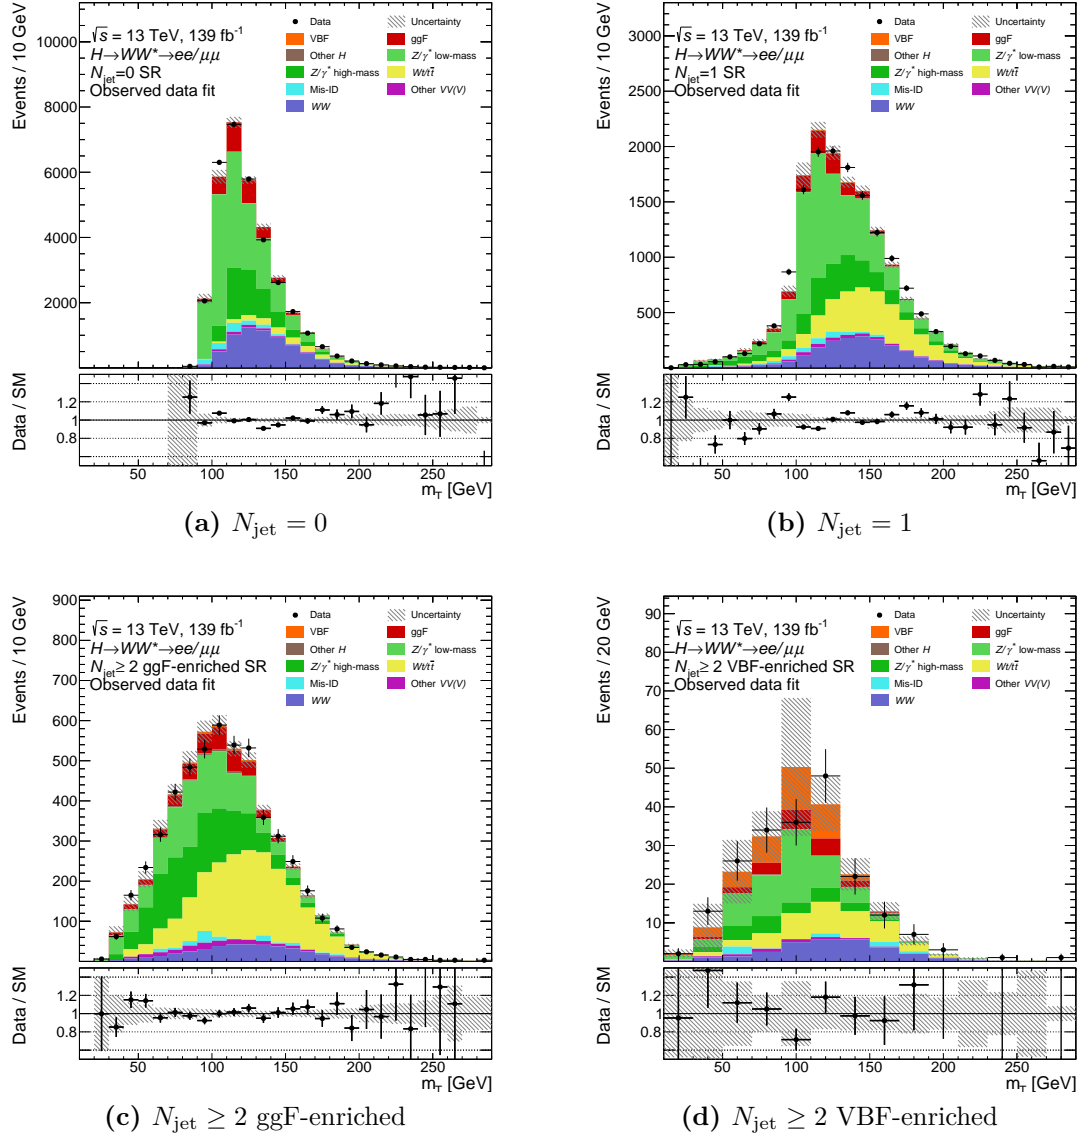 Events / 10 GeV
10000
8000
6000
4000
2000
√s = 13 TeV, 139 fb⁻¹
H→WW*→ee/μμ
N_jet=0 SR
Observed data fit
Data
Uncertainty
VBF
ggF
Other H
Z/γ* low-mass
Z/γ* high-mass
Wt/tt̄
Mis-ID
Other VV(V)
WW
Data / SM
1.2
1
0.8
50 100 150 200 250
m_T [GeV]
(a) N_jet = 0
Events / 10 GeV
3000
2500
2000
1500
1000
500
√s = 13 TeV, 139 fb⁻¹
H→WW*→ee/μμ
N_jet=1 SR
Observed data fit
Data
Uncertainty
VBF
ggF
Other H
Z/γ* low-mass
Z/γ* high-mass
Wt/tt̄
Mis-ID
Other VV(V)
WW
Data / SM
1.2
1
0.8
50 100 150 200 250
m_T [GeV]
(b) N_jet = 1
Events / 10 GeV
900
800
700
600
500
400
300
200
100
√s = 13 TeV, 139 fb⁻¹
H→WW*→ee/μμ
N_jet≥ 2 ggF-enriched SR
Observed data fit
Data
Uncertainty
VBF
ggF
Other H
Z/γ* low-mass
Z/γ* high-mass
Wt/tt̄
Mis-ID
Other VV(V)
WW
Data / SM
1.2
1
0.8
50 100 150 200 250
m_T [GeV]
(c) N_jet ≥ 2 ggF-enriched
Events / 20 GeV
90
80
70
60
50
40
30
20
10
√s = 13 TeV, 139 fb⁻¹
H→WW*→ee/μμ
N_jet≥ 2 VBF-enriched SR
Observed data fit
Data
Uncertainty
VBF
ggF
Other H
Z/γ* low-mass
Z/γ* high-mass
Wt/tt̄
Mis-ID
Other VV(V)
WW
Data / SM
1.2
1
0.8
50 100 150 200 250
m_T [GeV]
(d) N_jet ≥ 2 VBF-enriched